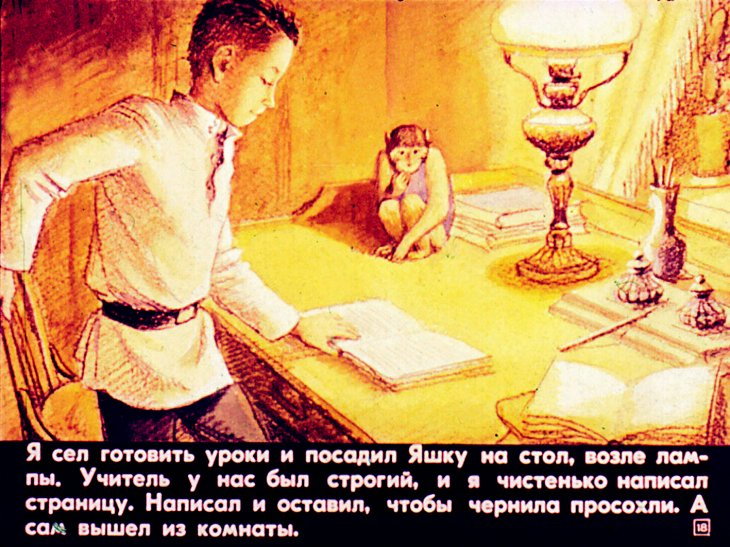 Я сел готовить уроки и посадил Яшку на стол, возле лам-
пы. Учитель у нас был строгий, и я чистенько написал
страницу. Написал и оставил, чтобы чернила просохли. А
сам вышел из комнаты.
18